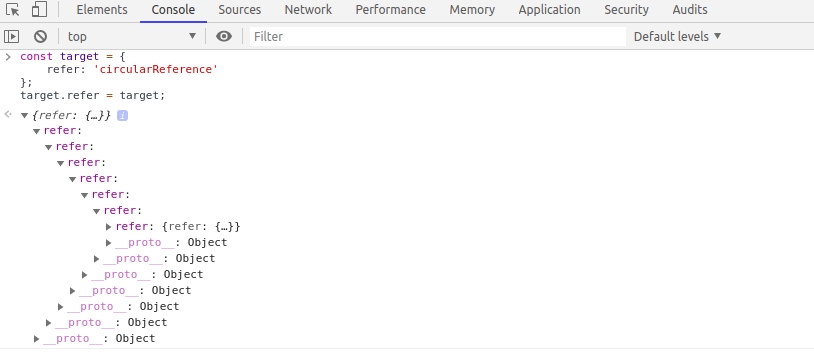 Elements Console Sources Network Performance Memory Application Security Audits
top Filter Default levels
const target = {
refer: 'circularReference'
};
target.refer = target;
{refer: {…}} i
refer:
refer:
refer:
refer:
refer:
refer:
refer: {refer: {…}}
__proto__: Object
__proto__: Object
__proto__: Object
__proto__: Object
__proto__: Object
__proto__: Object
__proto__: Object